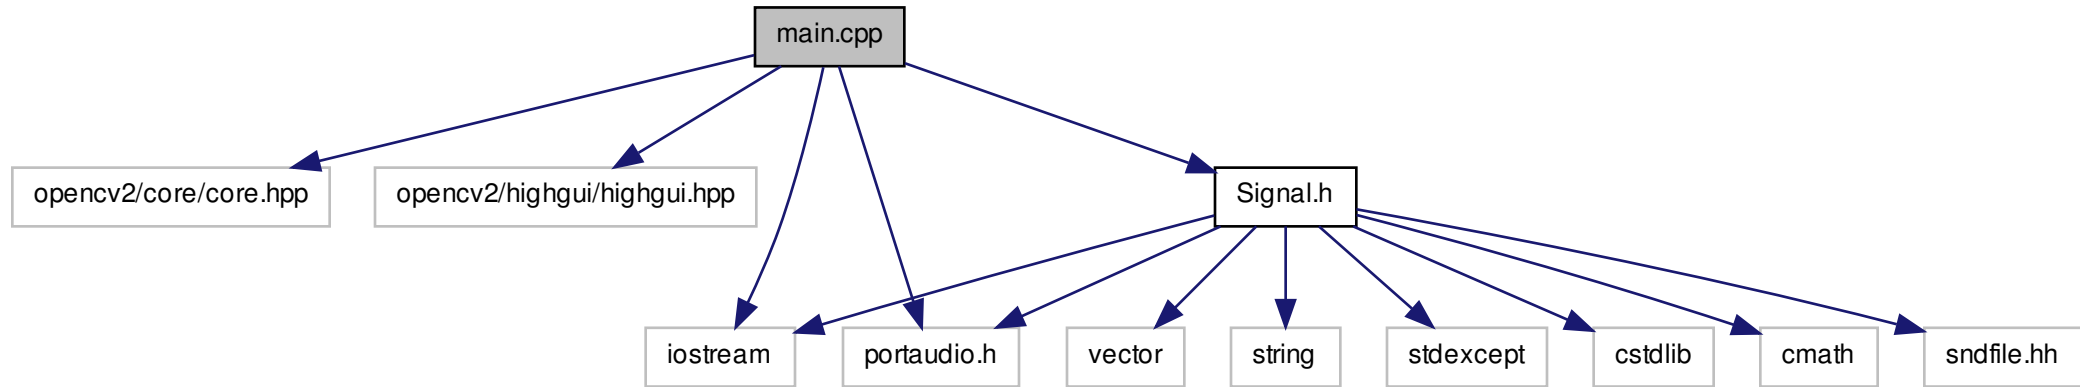 main.cpp
opencv2/core/core.hpp
opencv2/highgui/highgui.hpp
Signal.h
iostream
portaudio.h
vector
string
stdexcept
cstdlib
cmath
sndfile.hh